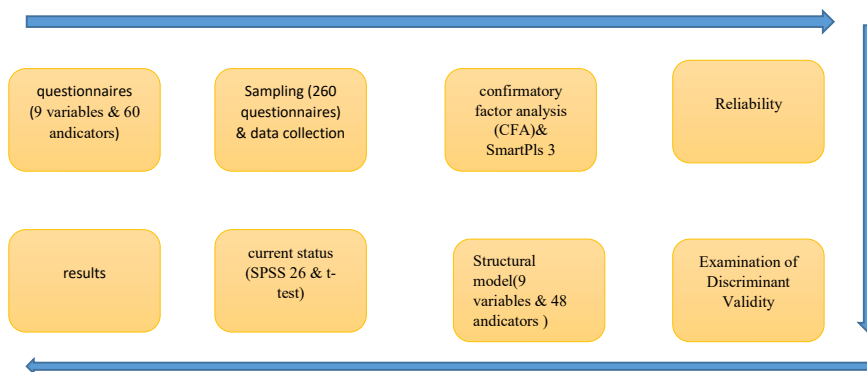 questionnaires
(9 variables & 60
andicators)
Sampling (260
questionnaires)
& data collection
confirmatory
factor analysis
(CFA)&
SmartPls 3
Reliability
results
current status
(SPSS 26 & t-
test)
Structural
model(9
variables & 48
andicators )
Examination of
Discriminant
Validity